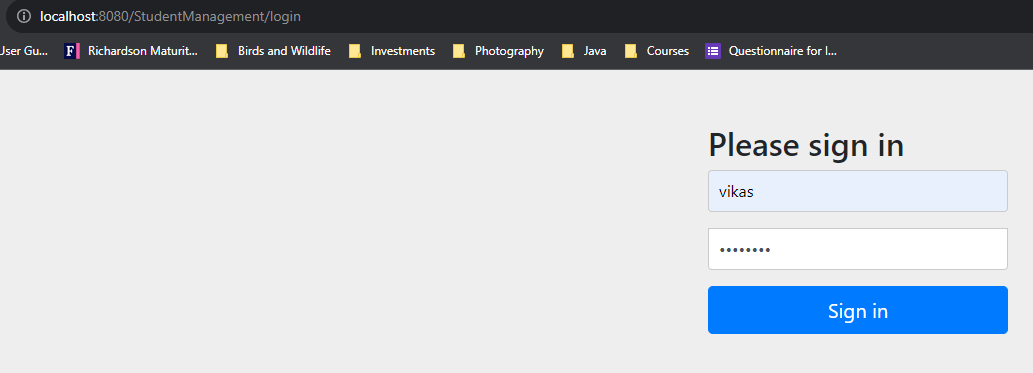 localhost:8080/StudentManagement/login
User Gu... Richardson Maturit... Birds and Wildlife Investments Photography Java Courses Questionnaire for I...
Please sign in
vikas
••••••••
Sign in